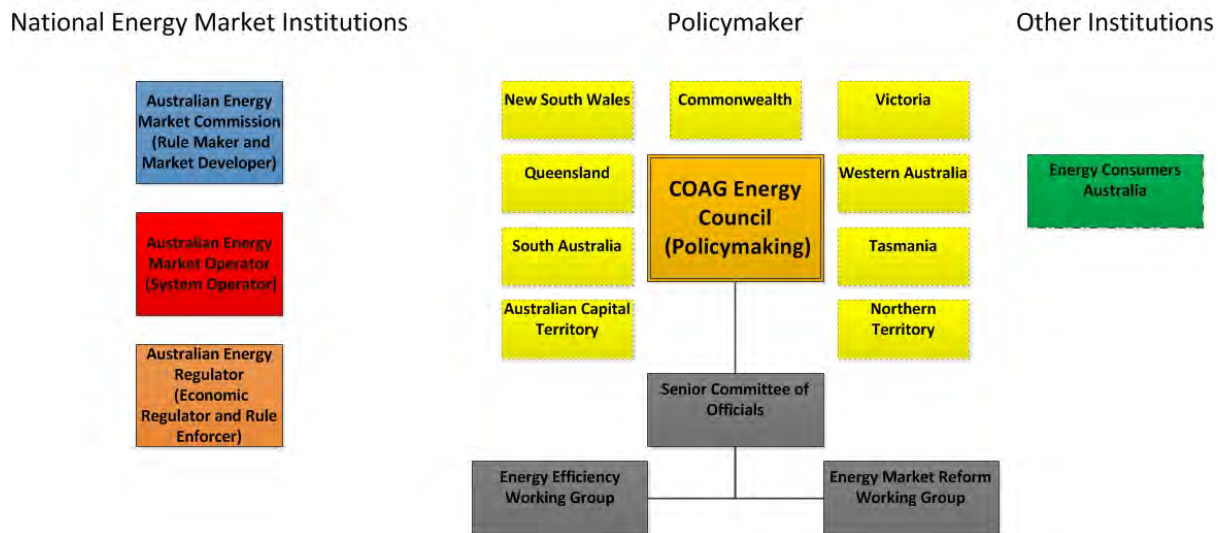 National Energy Market Institutions
Policymaker
Other Institutions
Australian Energy
Market Commission
(Rule Maker and
Market Developer)
Australian Energy
Market Operator
(System Operator)
Australian Energy
Regulator
(Economic
Regulator and Rule
Enforcer)
New South Wales
Commonwealth
Victoria
Queensland
COAG Energy
Council
(Policymaking)
Western Australia
South Australia
Tasmania
Australian Capital
Territory
Northern
Territory
Senior Committee of
Officials
Energy Efficiency
Working Group
Energy Market Reform
Working Group
Energy Consumers
Australia